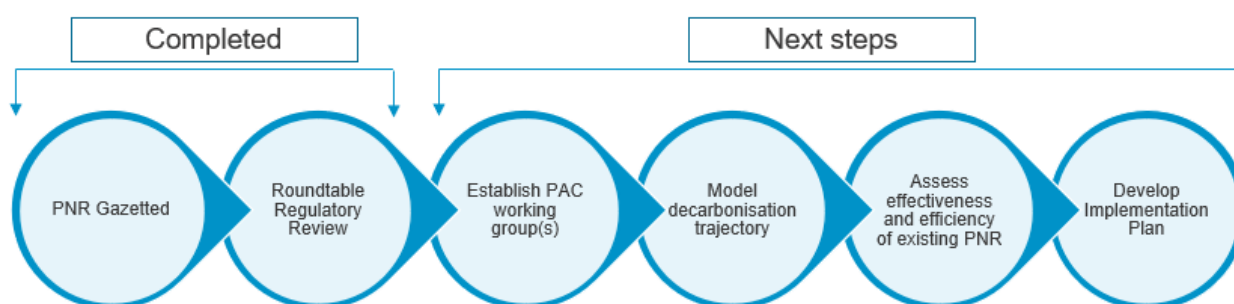 Completed
Next steps
PNR Gazetted
Roundtable
Regulatory
Review
Establish PAC
working
group(s)
Model
decarbonisation
trajectory
Assess
effectiveness
and efficiency
of existing PNR
Develop
Implementation
Plan